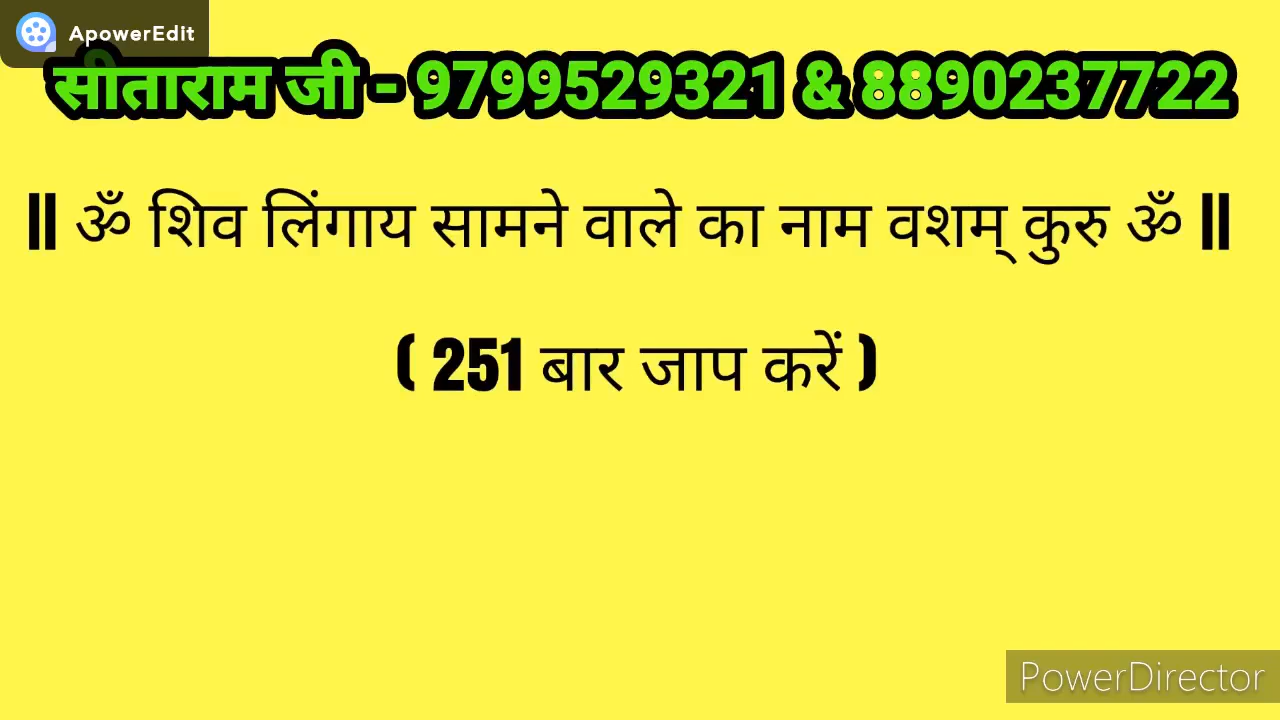 ApowerEdit
सीताराम जी - 9799529321 & 8890237722
|| ॐ शिव लिंगाय सामने वाले का नाम वशम् कुरु ॐ ||
( 251 बार जाप करें )
PowerDirector